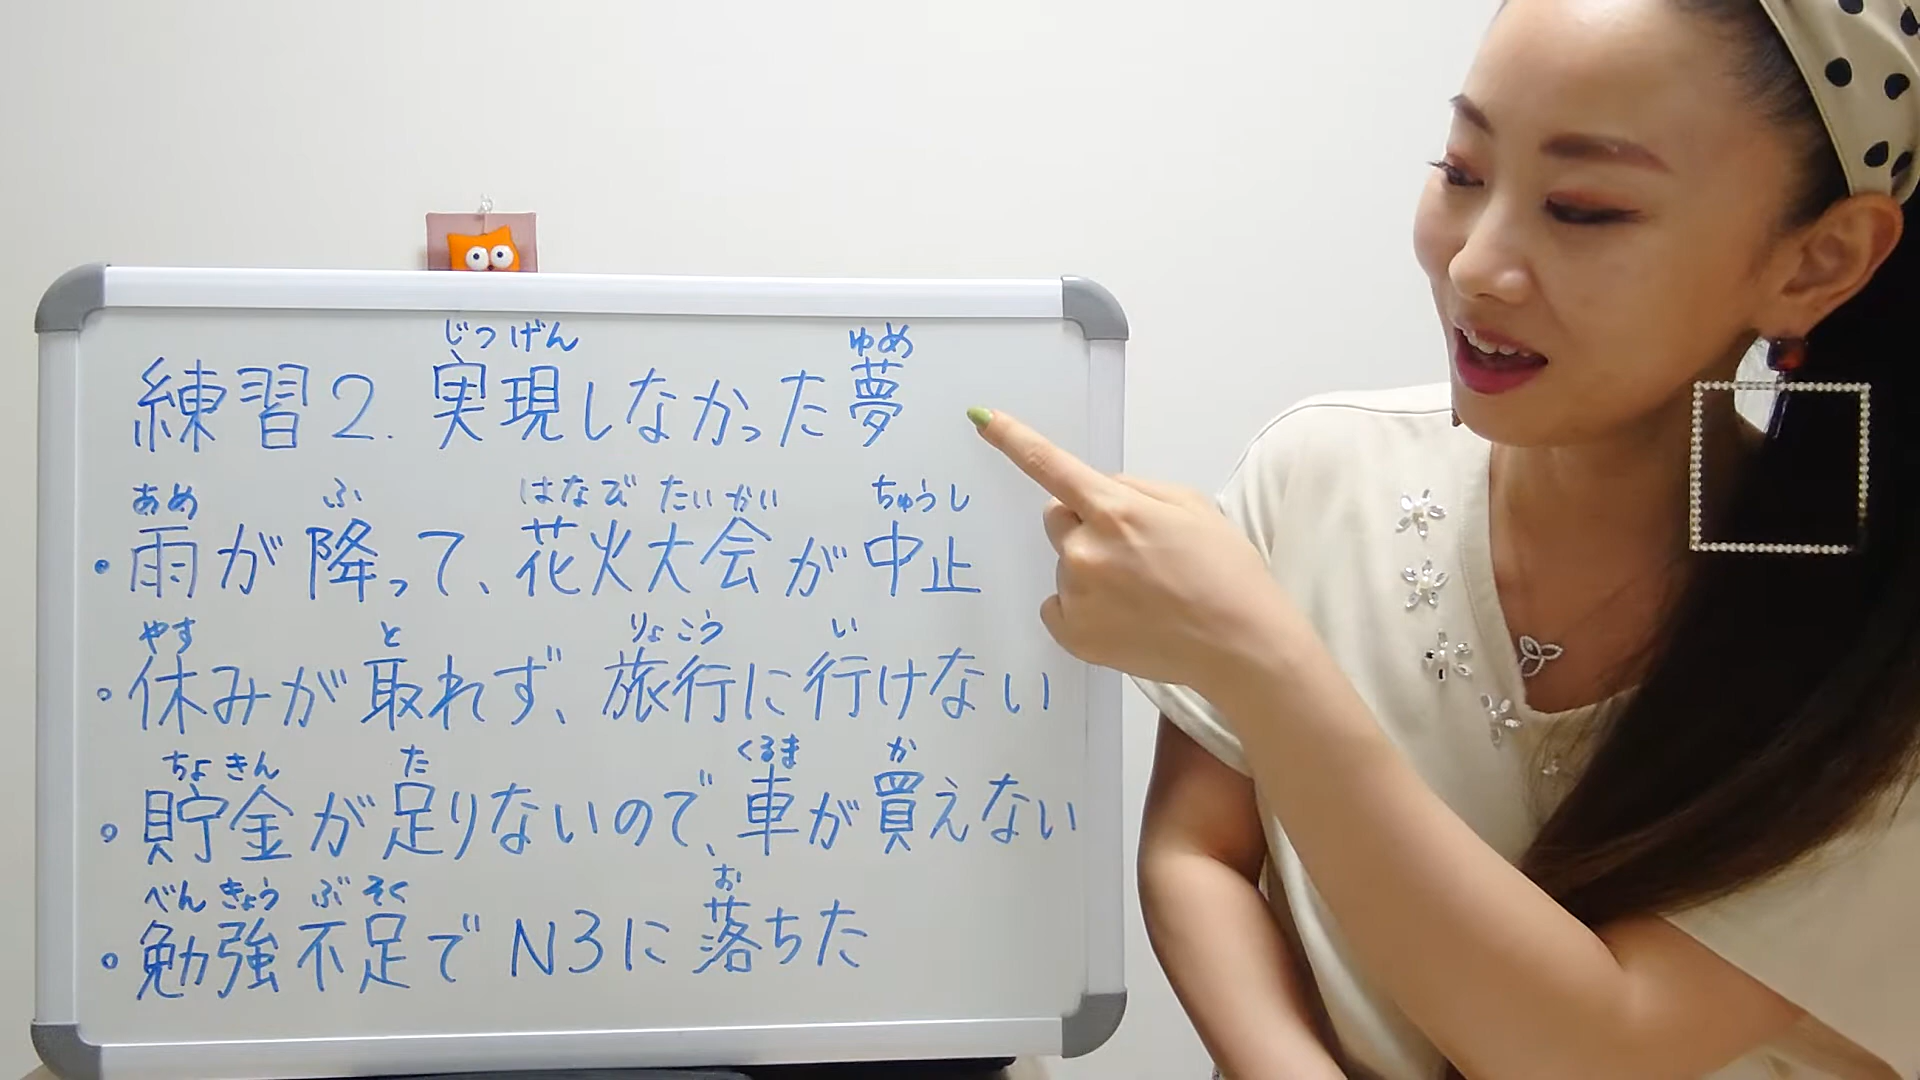 じつげん ゆめ
練習2. 実現しなかった夢
あめ ふ はなび たいかい ちゅうし
・雨が降って、花火大会が中止
やす と りょこう い
・休みが取れず、旅行に行けない
ちょきん た くるま か
・貯金が足りないので、車が買えない
べんきょう ぶそく お
・勉強不足でN3に落ちた